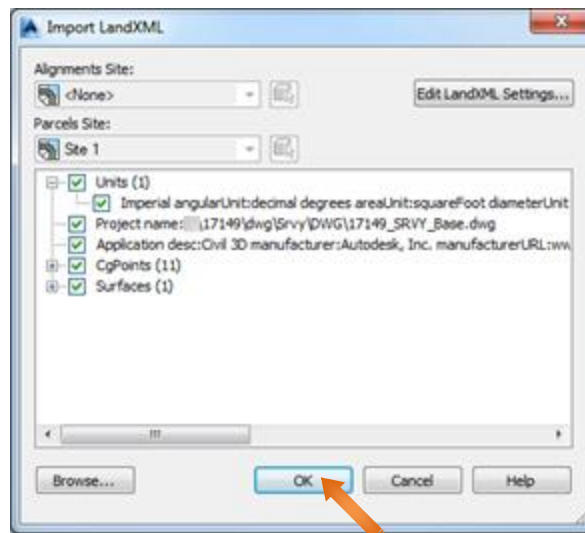 Import LandXML
Alignments Site:
<None>
Edit LandXML Settings...
Parcels Site:
Site 1
Units (1)
Imperial angularUnit:decimal degrees areaUnit:squareFoot diameterUnit
Project name: \17149\dwg\Srvy\DWG\17149_SRVY_Base.dwg
Application desc:Civil 3D manufacturer:Autodesk, Inc. manufacturerURL:ww
CgPoints (11)
Surfaces (1)
Browse... OK Cancel Help